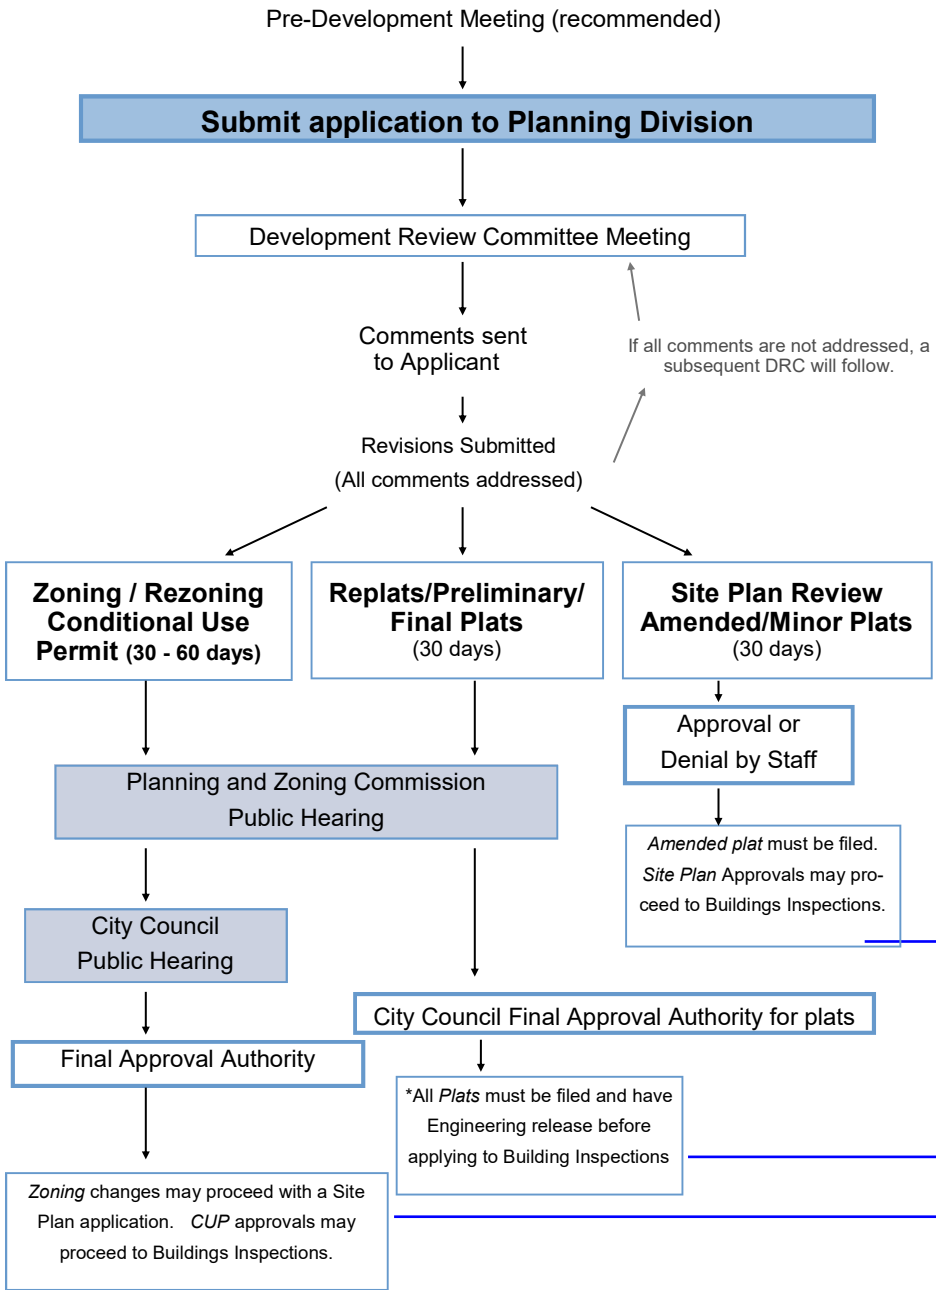 Pre-Development Meeting (recommended)
Submit application to Planning Division
Development Review Committee Meeting
Comments sent
to Applicant
If all comments are not addressed, a
subsequent DRC will follow.
Revisions Submitted
(All comments addressed)
Zoning / Rezoning
Conditional Use
Permit (30 - 60 days)
Replats/Preliminary/
Final Plats
(30 days)
Site Plan Review
Amended/Minor Plats
(30 days)
Approval or
Denial by Staff
Planning and Zoning Commission
Public Hearing
Amended plat must be filed.
Site Plan Approvals may pro-
ceed to Buildings Inspections.
City Council
Public Hearing
City Council Final Approval Authority for plats
Final Approval Authority
*All Plats must be filed and have
Engineering release before
applying to Building Inspections
Zoning changes may proceed with a Site
Plan application. CUP approvals may
proceed to Buildings Inspections.